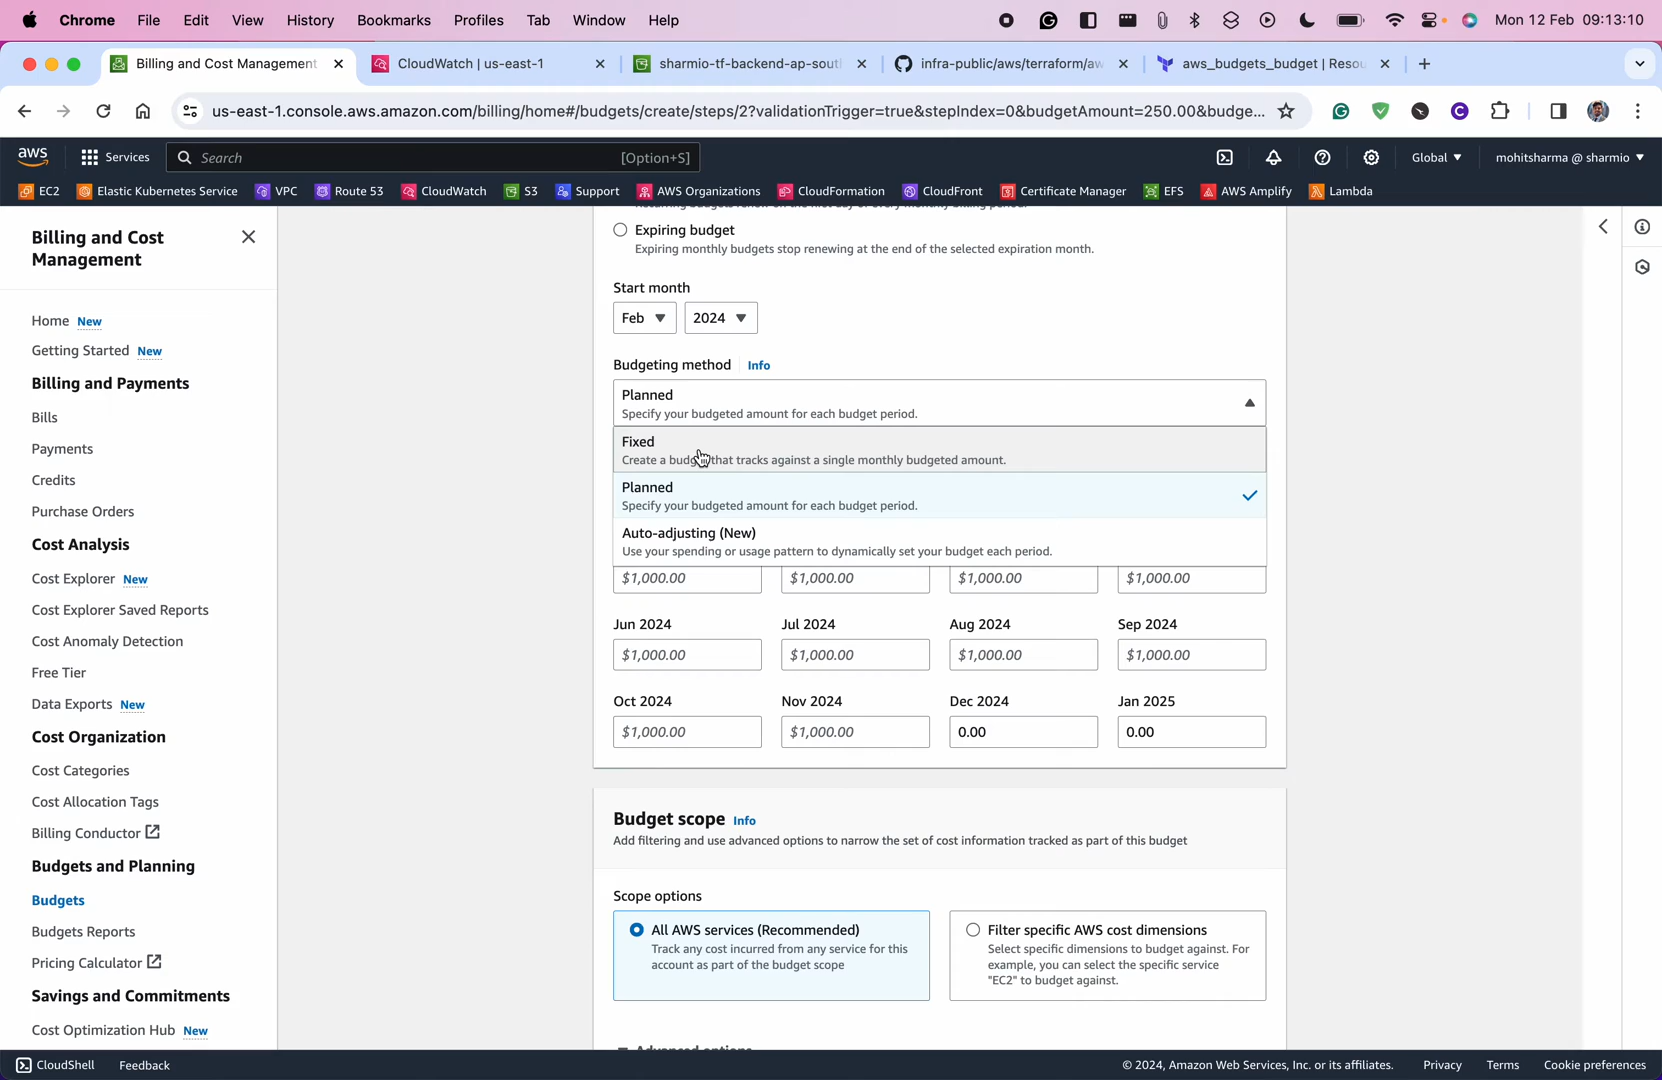 Chrome File Edit View History Bookmarks Profiles Tab Window Help Mon 12 Feb 09:13:10
Billing and Cost Management CloudWatch | us-east-1 sharmio-tf-backend-ap-sout infra-public/aws/terraform/aw aws_budgets_budget | Resou
us-east-1.console.aws.amazon.com/billing/home#/budgets/create/steps/2?validationTrigger=true&stepIndex=0&budgetAmount=250.00&budge...
aws Services Search [Option+S] Global mohitsharma @ sharmio
EC2 Elastic Kubernetes Service VPC Route 53 CloudWatch S3 Support AWS Organizations CloudFormation CloudFront Certificate Manager EFS AWS Amplify Lambda
Billing and Cost
Management
Home New
Getting Started New
Billing and Payments
Bills
Payments
Credits
Purchase Orders
Cost Analysis
Cost Explorer New
Cost Explorer Saved Reports
Cost Anomaly Detection
Free Tier
Data Exports New
Cost Organization
Cost Categories
Cost Allocation Tags
Billing Conductor
Budgets and Planning
Budgets
Budgets Reports
Pricing Calculator
Savings and Commitments
Cost Optimization Hub New
Expiring budget
Expiring monthly budgets stop renewing at the end of the selected expiration month.
Start month
Feb 2024
Budgeting method Info
Planned
Specify your budgeted amount for each budget period.
Fixed
Create a budg that tracks against a single monthly budgeted amount.
Planned
Specify your budgeted amount for each budget period.
Auto-adjusting (New)
Use your spending or usage pattern to dynamically set your budget each period.
$1,000.00 $1,000.00 $1,000.00 $1,000.00
Jun 2024 Jul 2024 Aug 2024 Sep 2024
$1,000.00 $1,000.00 $1,000.00 $1,000.00
Oct 2024 Nov 2024 Dec 2024 Jan 2025
$1,000.00 $1,000.00 0.00 0.00
Budget scope Info
Add filtering and use advanced options to narrow the set of cost information tracked as part of this budget
Scope options
All AWS services (Recommended)
Track any cost incurred from any service for this
account as part of the budget scope
Filter specific AWS cost dimensions
Select specific dimensions to budget against. For
example, you can select the specific service
"EC2" to budget against.
CloudShell Feedback © 2024, Amazon Web Services, Inc. or its affiliates. Privacy Terms Cookie preferences